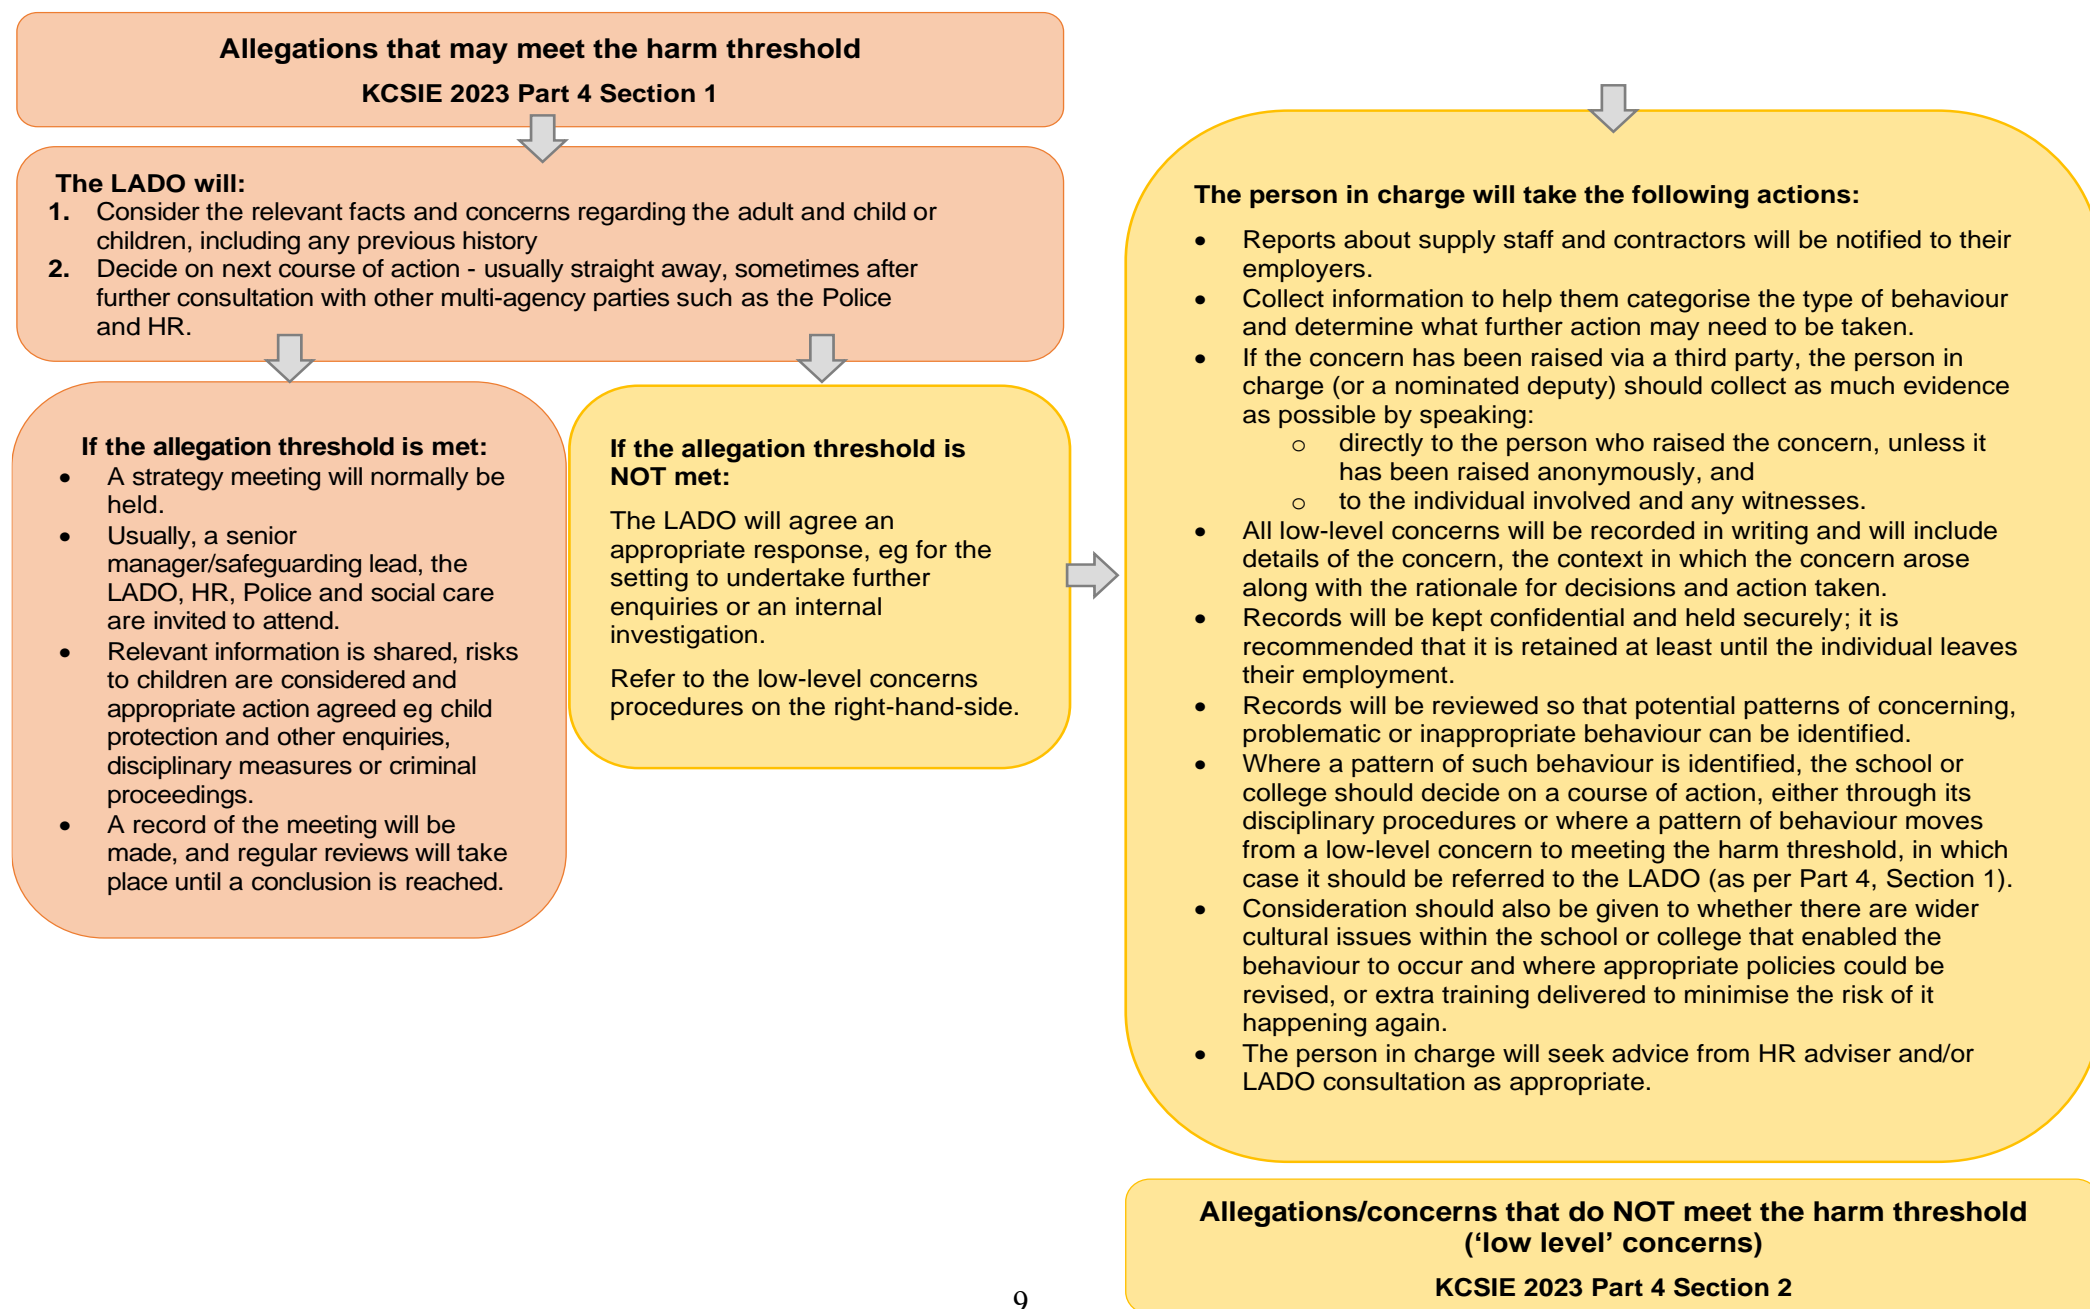 Allegations that may meet the harm threshold
KCSIE 2023 Part 4 Section 1
The LADO will:
1. Consider the relevant facts and concerns regarding the adult and child or
children, including any previous history
2. Decide on next course of action - usually straight away, sometimes after
further consultation with other multi-agency parties such as the Police
and HR.
If the allegation threshold is met:
• A strategy meeting will normally be
held.
• Usually, a senior
manager/safeguarding lead, the
LADO, HR, Police and social care
are invited to attend.
• Relevant information is shared, risks
to children are considered and
appropriate action agreed eg child
protection and other enquiries,
disciplinary measures or criminal
proceedings.
• A record of the meeting will be
made, and regular reviews will take
place until a conclusion is reached.
If the allegation threshold is
NOT met:
The LADO will agree an
appropriate response, eg for the
setting to undertake further
enquiries or an internal
investigation.
Refer to the low-level concerns
procedures on the right-hand-side.
The person in charge will take the following actions:
• Reports about supply staff and contractors will be notified to their
employers.
• Collect information to help them categorise the type of behaviour
and determine what further action may need to be taken.
• If the concern has been raised via a third party, the person in
charge (or a nominated deputy) should collect as much evidence
as possible by speaking:
o directly to the person who raised the concern, unless it
has been raised anonymously, and
o to the individual involved and any witnesses.
• All low-level concerns will be recorded in writing and will include
details of the concern, the context in which the concern arose
along with the rationale for decisions and action taken.
• Records will be kept confidential and held securely; it is
recommended that it is retained at least until the individual leaves
their employment.
• Records will be reviewed so that potential patterns of concerning,
problematic or inappropriate behaviour can be identified.
• Where a pattern of such behaviour is identified, the school or
college should decide on a course of action, either through its
disciplinary procedures or where a pattern of behaviour moves
from a low-level concern to meeting the harm threshold, in which
case it should be referred to the LADO (as per Part 4, Section 1).
• Consideration should also be given to whether there are wider
cultural issues within the school or college that enabled the
behaviour to occur and where appropriate policies could be
revised, or extra training delivered to minimise the risk of it
happening again.
• The person in charge will seek advice from HR adviser and/or
LADO consultation as appropriate.
Allegations/concerns that do NOT meet the harm threshold
(‘low level’ concerns)
KCSIE 2023 Part 4 Section 2
9